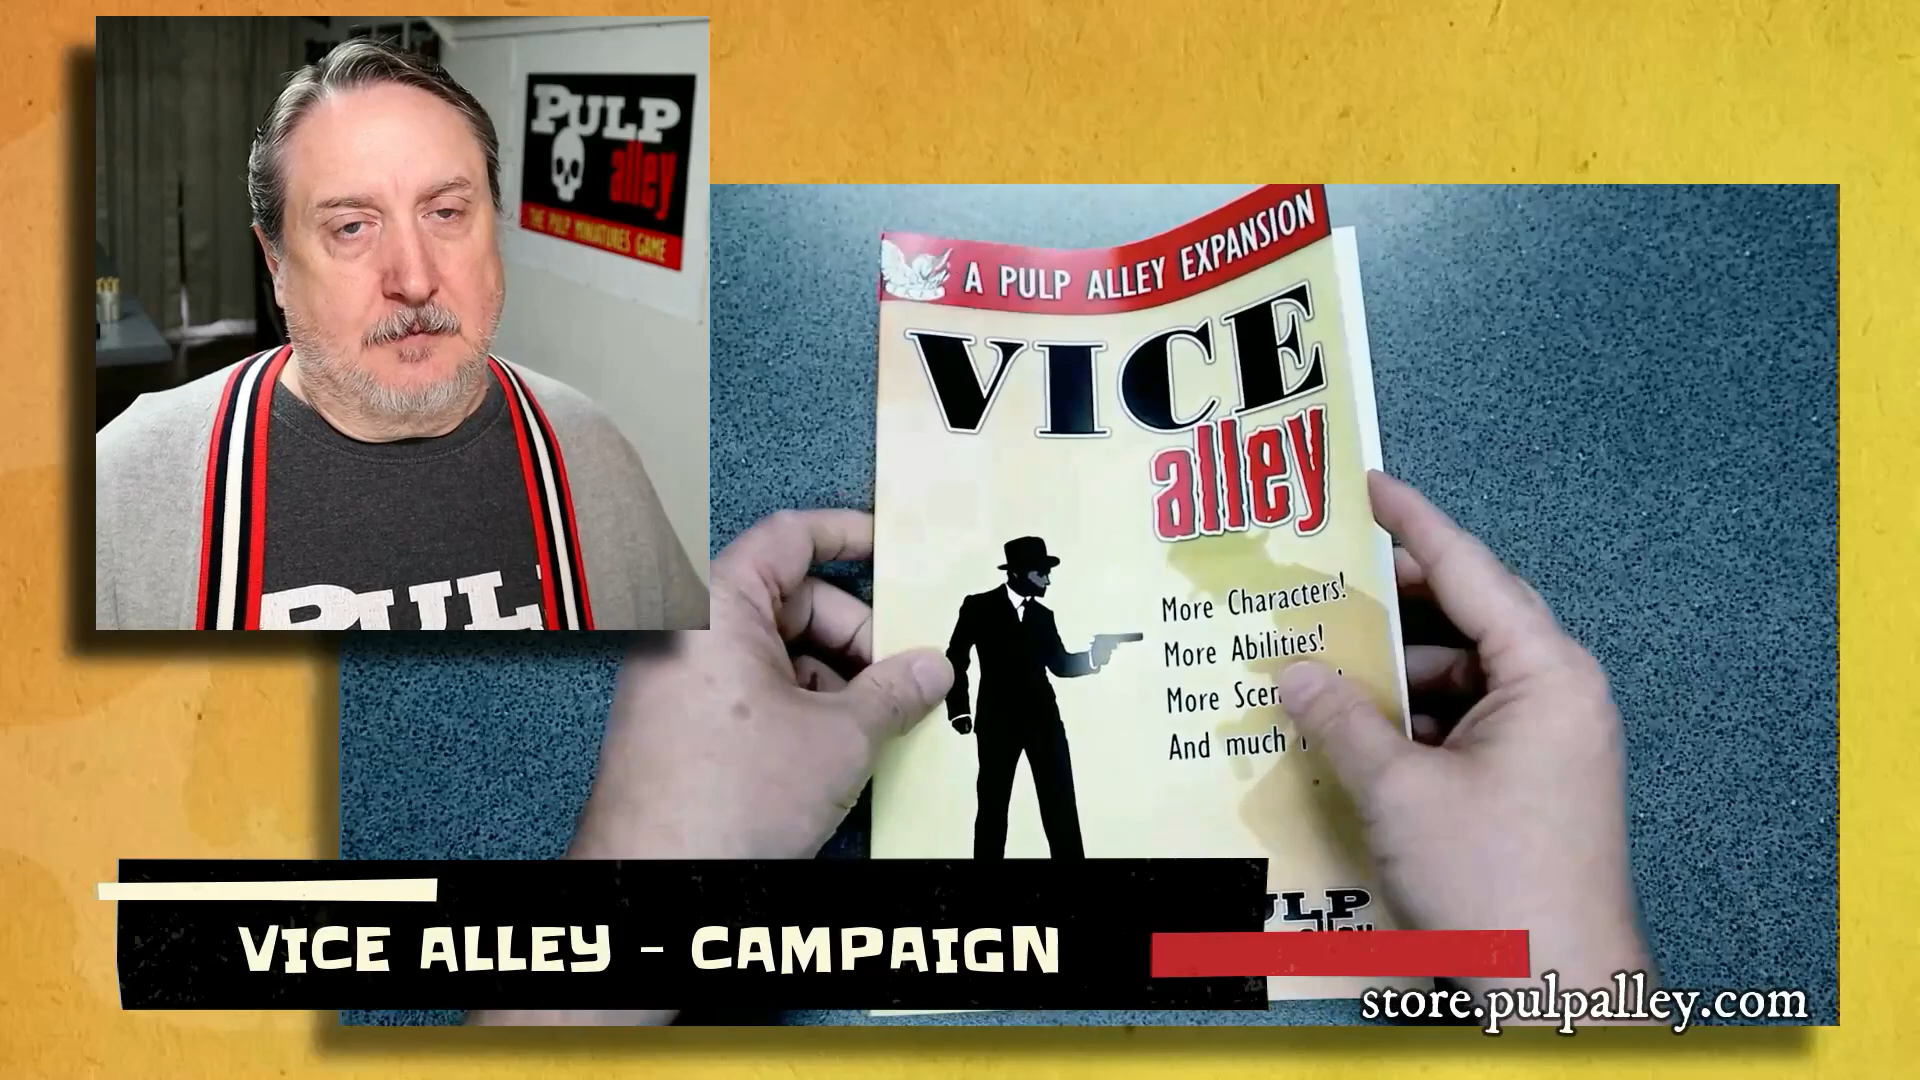 PULP
alley
THE PULP MINIATURES GAME
PUL
A PULP ALLEY EXPANSION
VICE
alley
More Characters!
More Abilities!
More
And much
VICE ALLEY - CAMPAIGN
store.pulpalley.com